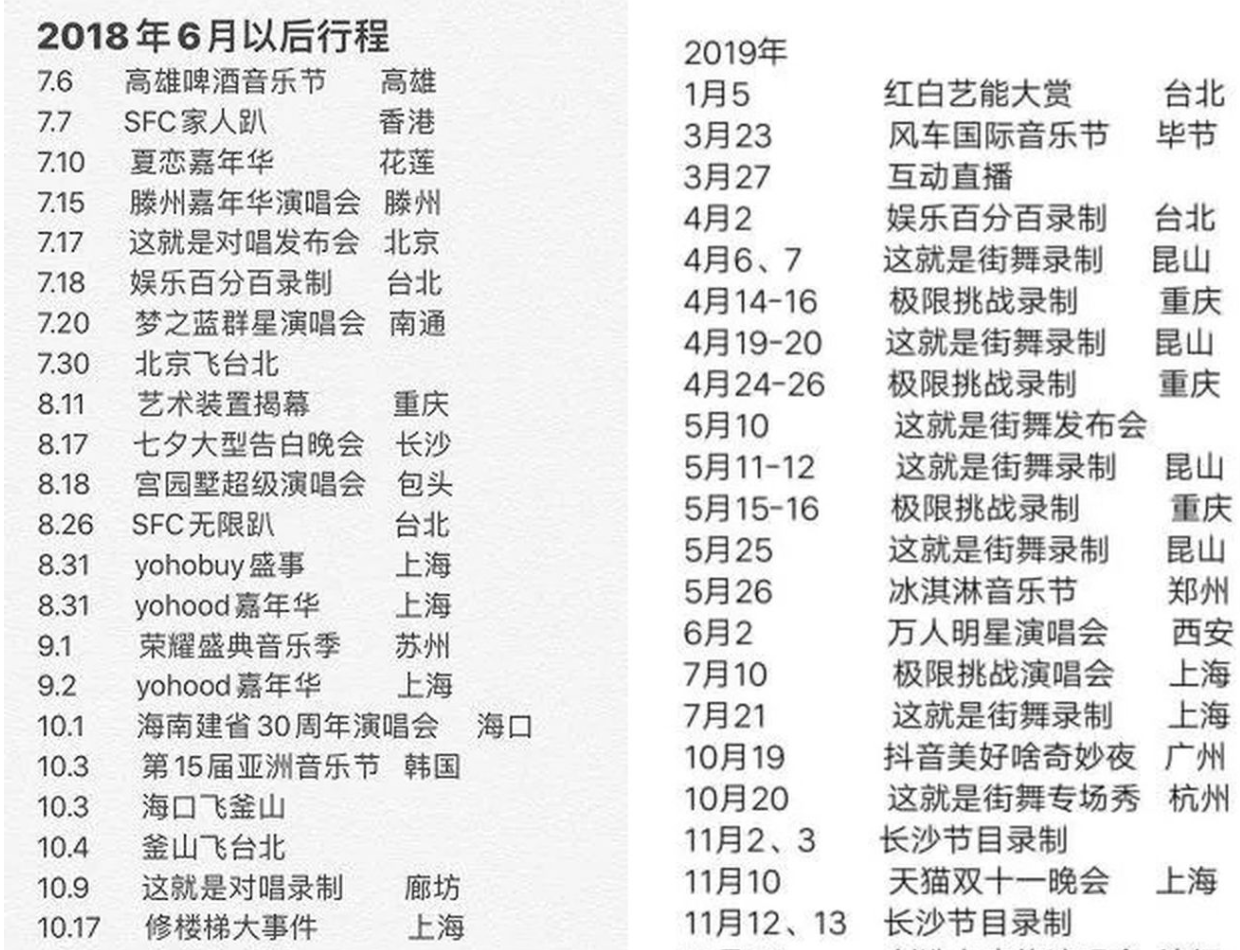 2018年6月以后行程
7.6 高雄啤酒音乐节 高雄
7.7 SFC家人趴 香港
7.10 夏恋嘉年华 花莲
7.15 滕州嘉年华演唱会 滕州
7.17 这就是对唱发布会 北京
7.18 娱乐百分百录制 台北
7.20 梦之蓝群星演唱会 南通
7.30 北京飞台北
8.11 艺术装置揭幕 重庆
8.17 七夕大型告白晚会 长沙
8.18 宫园墅超级演唱会 包头
8.26 SFC无限趴 台北
8.31 yohobuy盛事 上海
8.31 yohood嘉年华 上海
9.1 荣耀盛典音乐季 苏州
9.2 yohood嘉年华 上海
10.1 海南建省30周年演唱会 海口
10.3 第15届亚洲音乐节 韩国
10.3 海口飞釜山
10.4 釜山飞台北
10.9 这就是对唱录制 廊坊
10.17 修楼梯大事件 上海
2019年
1月5 红白艺能大赏 台北
3月23 风车国际音乐节 毕节
3月27 互动直播
4月2 娱乐百分百录制 台北
4月6、7 这就是街舞录制 昆山
4月14-16 极限挑战录制 重庆
4月19-20 这就是街舞录制 昆山
4月24-26 极限挑战录制 重庆
5月10 这就是街舞发布会
5月11-12 这就是街舞录制 昆山
5月15-16 极限挑战录制 重庆
5月25 这就是街舞录制 昆山
5月26 冰淇淋音乐节 郑州
6月2 万人明星演唱会 西安
7月10 极限挑战演唱会 上海
7月21 这就是街舞录制 上海
10月19 抖音美好啥奇妙夜 广州
10月20 这就是街舞专场秀 杭州
11月2、3 长沙节目录制
11月10 天猫双十一晚会 上海
11月12、13 长沙节目录制